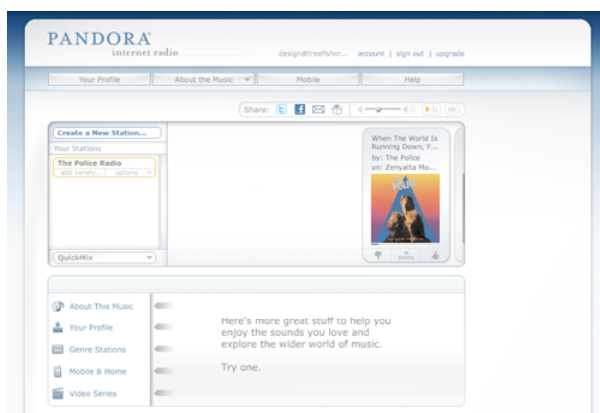 PANDORA
internet radio
design@treefishcr... account | sign out | upgrade
Your Profile About the Music Mobile Help
Share:
Create a New Station...
Your Stations
The Police Radio
add variety... options
QuickMix
When The World Is
Running Down, Y...
by: The Police
on: Zenyatta Mo...
menu
About This Music
Your Profile
Genre Stations
Mobile & Home
Video Series
Here's more great stuff to help you
enjoy the sounds you love and
explore the wider world of music.
Try one.